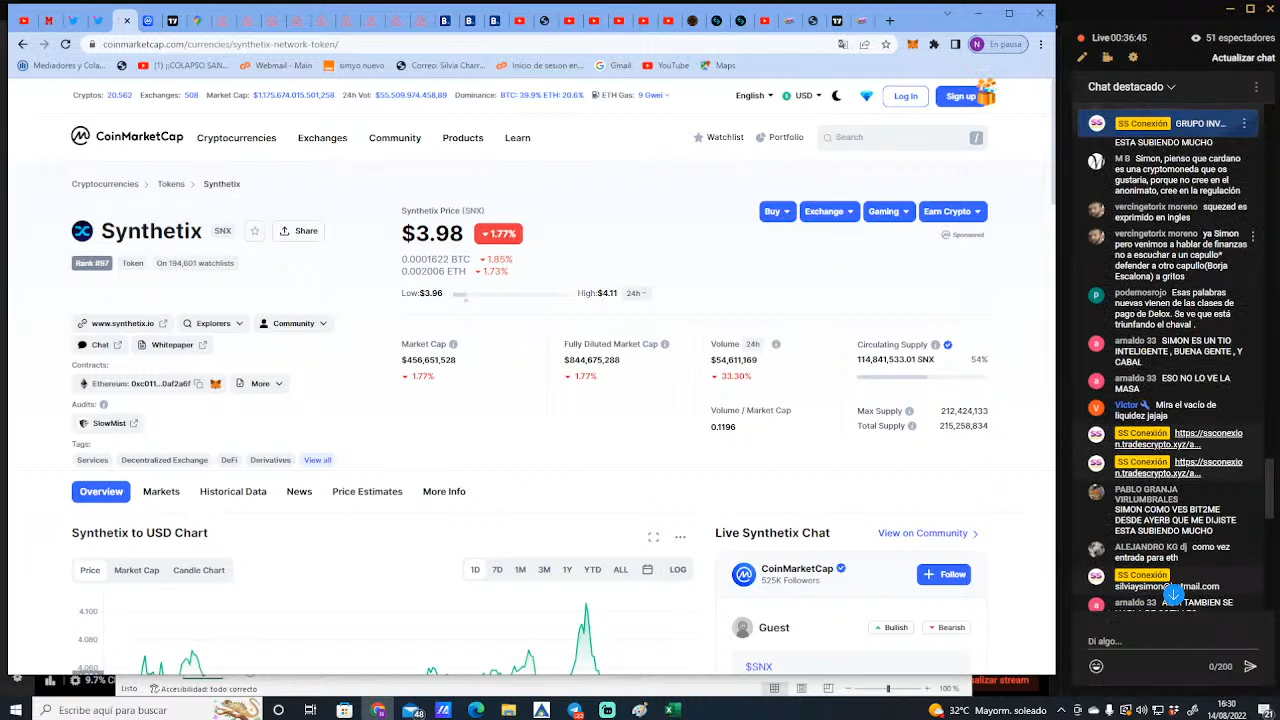 Live 00:36:45
51 espectadores
coinmarketcap.com/currencies/synthetix-network-token/
En pausa
Actualizar chat
Mediadores y Cola...
(1) ¡¡COLAPSO SAN...
Webmail - Main
simyo.nuevo
Correo: Silvia Charr...
Inicio de sesion en...
Gmail
YouTube
Maps
Chat destacado
Cryptos: 20.562 Exchanges: 508 Market Cap: $1.175,674,015.501,258 24h Vol: $55.509,974,458,89 Dominance: BTC: 39.9% ETH: 20.6% ETH Gas: 9 Gwei
English
USD
Log In
Sign up
CoinMarketCap
Cryptocurrencies
Exchanges
Community
Products
Learn
Watchlist
Portfolio
Search
/
Cryptocurrencies > Tokens > Synthetix
Synthetix
SNX
Share
Rank #97
Token
On 194,601 watchlists
Synthetix Price (SNX)
$3.98
1.77%
0.0001622 BTC 1.85%
0.002006 ETH 1.73%
Low:$3.96
High:$4.11
24h
Buy
Exchange
Gaming
Earn Crypto
Sponsored
www.synthetix.io
Explorers
Community
Chat
Whitepaper
Contracts:
Ethereum: 0xc011...0af2a6f
More
Audits:
SlowMist
Tags:
Services
Decentralized Exchange
DeFi
Derivatives
View all
Market Cap
$456,651,528
1.77%
Fully Diluted Market Cap
$844,675,288
1.77%
Volume 24h
$54,611,169
33.30%
Volume / Market Cap
0.1196
Circulating Supply
114,841,533.01 SNX
54%
Max Supply
212,424,133
Total Supply
215,258,834
Overview
Markets
Historical Data
News
Price Estimates
More Info
Synthetix to USD Chart
Price
Market Cap
Candle Chart
1D
7D
1M
3M
1Y
YTD
ALL
LOG
4.100
4.080
4.060
Live Synthetix Chat
View on Community
CoinMarketCap
525K Followers
+ Follow
Guest
Bullish
Bearish
$SNX
SS Conexión GRUPO INV...
ESTA SUBIENDO MUCHO
M B Simon, pienso que cardano
es una cryptomoneda que os
gustaria, porque no cree en el
anonimato, cree en la regulación
vercingetorix moreno squezed es
exprimido en ingles
vercingetorix moreno ya Simon
pero venimos a hablar de finanzas
no a escuchar a un capullo*
defender a otro capullo(Borja
Escalona) a gritos
podemosrojo Esas palabras
nuevas vienen de las clases de
pago de Delox. Se ve que está
triunfando el chaval .
arnaldo 33 SIMON ES UN TIO
INTELIGENTE , BUENA GENTE , Y
CABAL
arnaldo 33 ESO NO LO VE LA
MASA
Victor Mira el vacío de
liquidez jajaja
SS Conexión https://ssconexio
n.tradescrypto.xyz/a...
SS Conexión https://ssconexio
n.tradescrypto.xyz/a...
PABLO GRANJA
VIRLUMBRALES
SIMON COMO VES BIT2ME
DESDE AYERB QUE ME DIJISTE
ESTA SUBIENDO MUCHO
ALEJANDRO KG dj como vez
entrada para eth
SS Conexión
Di algo...
0/200
Listo
Accesibilidad: todo correcto
100 %
Escribe aquí para buscar
48
23
32°C Mayorm. soleado
16:30
14/08/2022
21